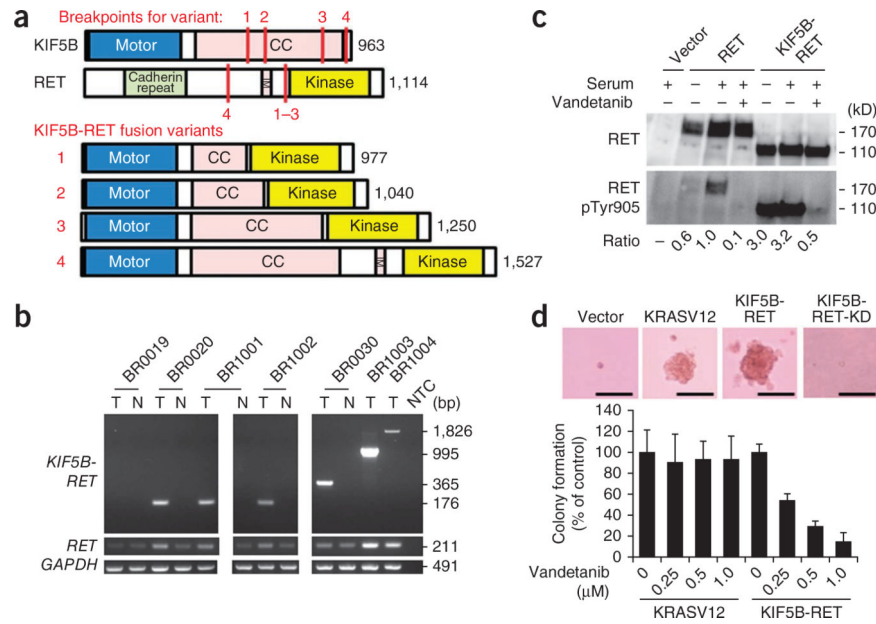 a
Breakpoints for variant:
1 2 3 4
KIF5B Motor CC 963
RET Cadherin repeat TM Kinase 1,114
4 1–3
KIF5B-RET fusion variants
1 Motor CC Kinase 977
2 Motor CC Kinase 1,040
3 Motor CC Kinase 1,250
4 Motor CC TM Kinase 1,527
b
BR0019 BR0020 BR1001 BR1002 BR0030 BR1003 BR1004 NTC
T N T N T N T N T N T T (bp)
KIF5B-RET
1,826
995
365
176
RET 211
GAPDH 491
c
Vector RET KIF5B-RET
Serum + – + + – + +
Vandetanib – – – + – – + (kD)
RET
170
110
RET pTyr905
170
110
Ratio – 0.6 1.0 0.1 3.0 3.2 0.5
d
Vector KRASV12 KIF5B-RET KIF5B-RET-KD
Colony formation (% of control)
140
120
100
80
60
40
20
0
Vandetanib (μM) 0 0.25 0.5 1.0 0 0.25 0.5 1.0
KRASV12 KIF5B-RET